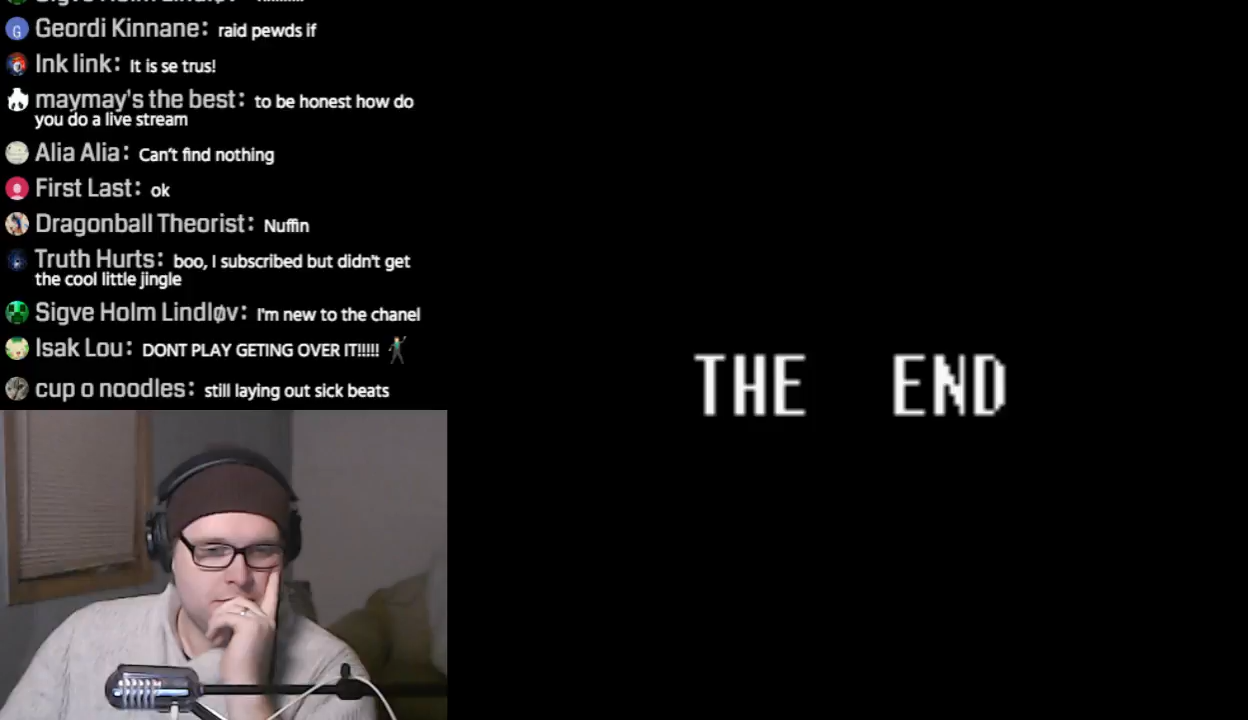 Geordi Kinnane: raid pewds if
Ink link: It is se trus!
maymay's the best: to be honest how do
you do a live stream
Alia Alia: Can't find nothing
First Last: ok
Dragonball Theorist: Nuffin
Truth Hurts: boo, I subscribed but didn't get
the cool little jingle
Sigve Holm Lindløv: I'm new to the chanel
Isak Lou: DONT PLAY GETING OVER IT!!!!!
cup o noodles: still laying out sick beats
THE END